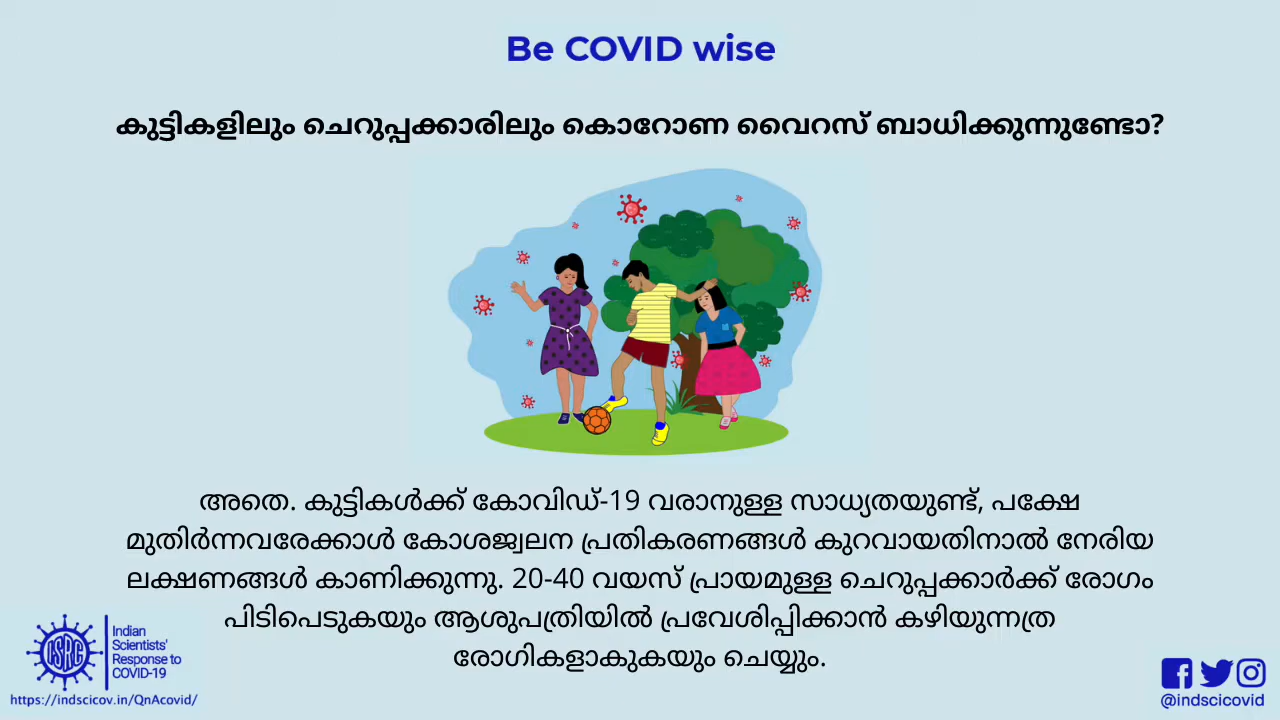 Be COVID wise
കുട്ടികളിലും ചെറുപ്പക്കാരിലും കൊറോണ വൈറസ് ബാധിക്കുന്നുണ്ടോ?
അതെ. കുട്ടികൾക്ക് കോവിഡ്-19 വരാനുള്ള സാധ്യതയുണ്ട്, പക്ഷേ
മുതിർന്നവരേക്കാൾ കോശജ്വലന പ്രതികരണങ്ങൾ കുറവായതിനാൽ നേരിയ
ലക്ഷണങ്ങൾ കാണിക്കുന്നു. 20-40 വയസ് പ്രായമുള്ള ചെറുപ്പക്കാർക്ക് രോഗം
പിടിപെടുകയും ആശുപത്രിയിൽ പ്രവേശിപ്പിക്കാൻ കഴിയുന്നത്ര
രോഗികളാകുകയും ചെയ്യും.
ISRC
Indian
Scientists'
Response to
COVID-19
https://indscicov.in/QnAcovid/
@indscicovid